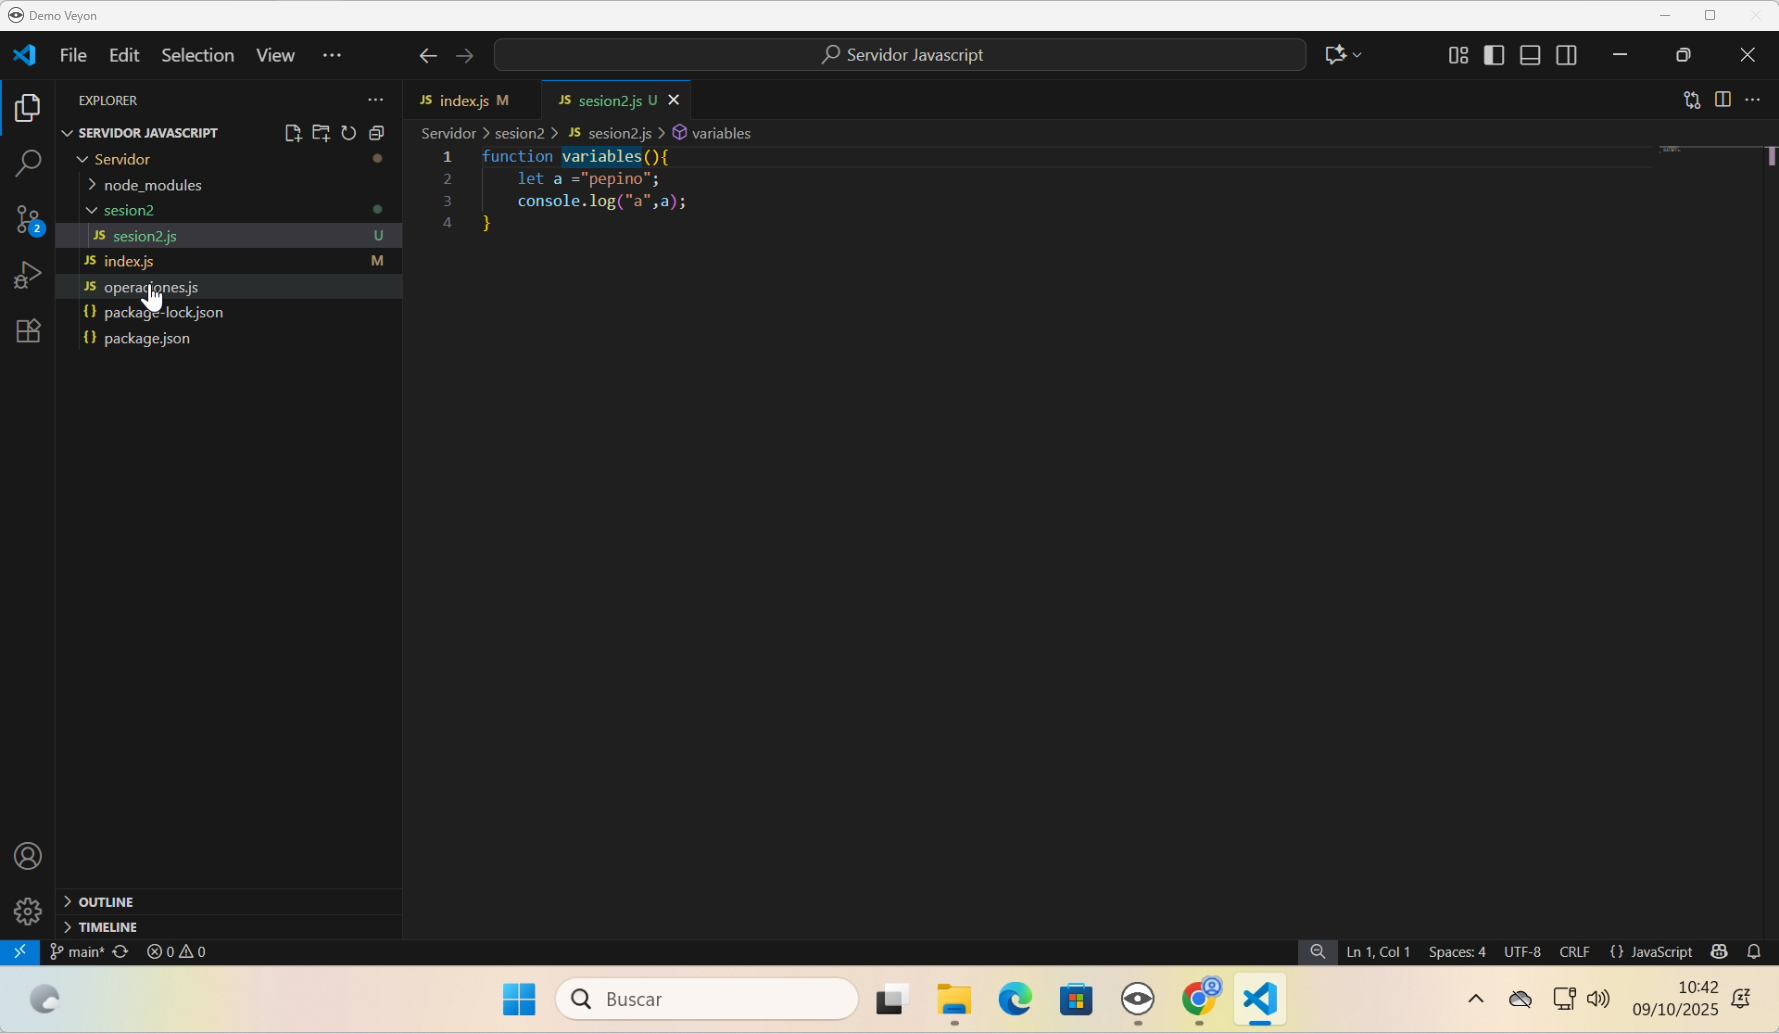 Demo Veyon
File Edit Selection View
Servidor Javascript
EXPLORER
SERVIDOR JAVASCRIPT
Servidor
node_modules
sesion2
JS sesion2.js U
JS index.js M
JS operaciones.js
{} package-lock.json
{} package.json
2
OUTLINE
TIMELINE
JS index.js M
JS sesion2.js U
Servidor > sesion2 > JS sesion2.js > variables
1 function variables(){
2 let a ="pepino";
3 console.log("a",a);
4 }
main* 0 0
Ln 1, Col 1 Spaces: 4 UTF-8 CRLF {} JavaScript
Buscar
10:42
09/10/2025